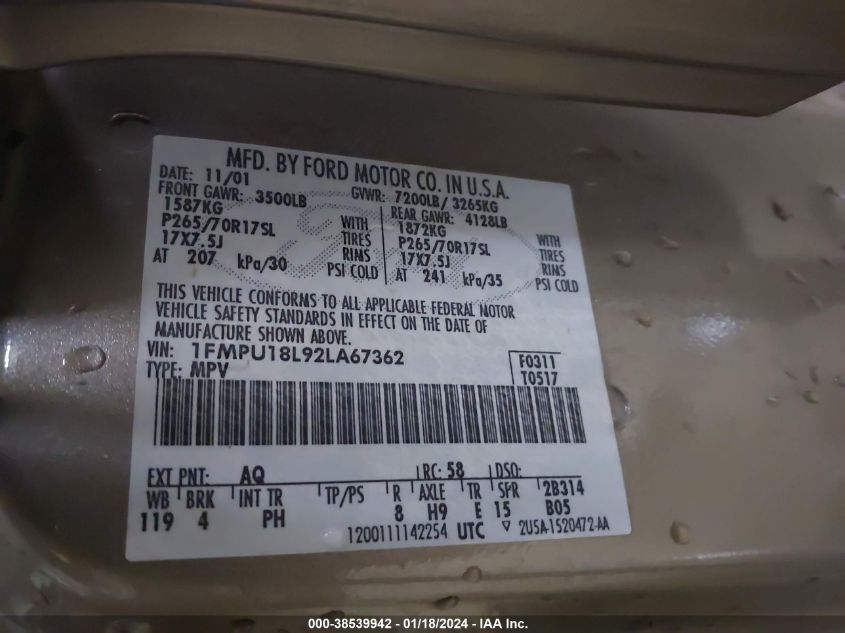 MFD. BY FORD MOTOR CO. IN U.S.A.
DATE: 11/01 GVWR: 7200LB/ 3265KG
FRONT GAWR: 3500LB REAR GAWR: 4128LB
1587KG 1872KG
P265/70R17SL WITH TIRES P265/70R17SL WITH TIRES
17X7.5J RIMS 17X7.5J RIMS
AT 207 kPa/30 PSI COLD AT 241 kPa/35 PSI COLD
THIS VEHICLE CONFORMS TO ALL APPLICABLE FEDERAL MOTOR
VEHICLE SAFETY STANDARDS IN EFFECT ON THE DATE OF
MANUFACTURE SHOWN ABOVE.
VIN: 1FMPU18L92LA67362 F0311
TYPE: MPV T0517
EXT PNT: AQ RC: 58 DSO:
WB BRK INT TR TP/PS R AXLE TR SPR 2B314
119 4 PH 8 H9 E 15 B05
1200111142254 UTC ▽ 2U5A-1520472-AA
000-38539942 - 01/18/2024 - IAA Inc.